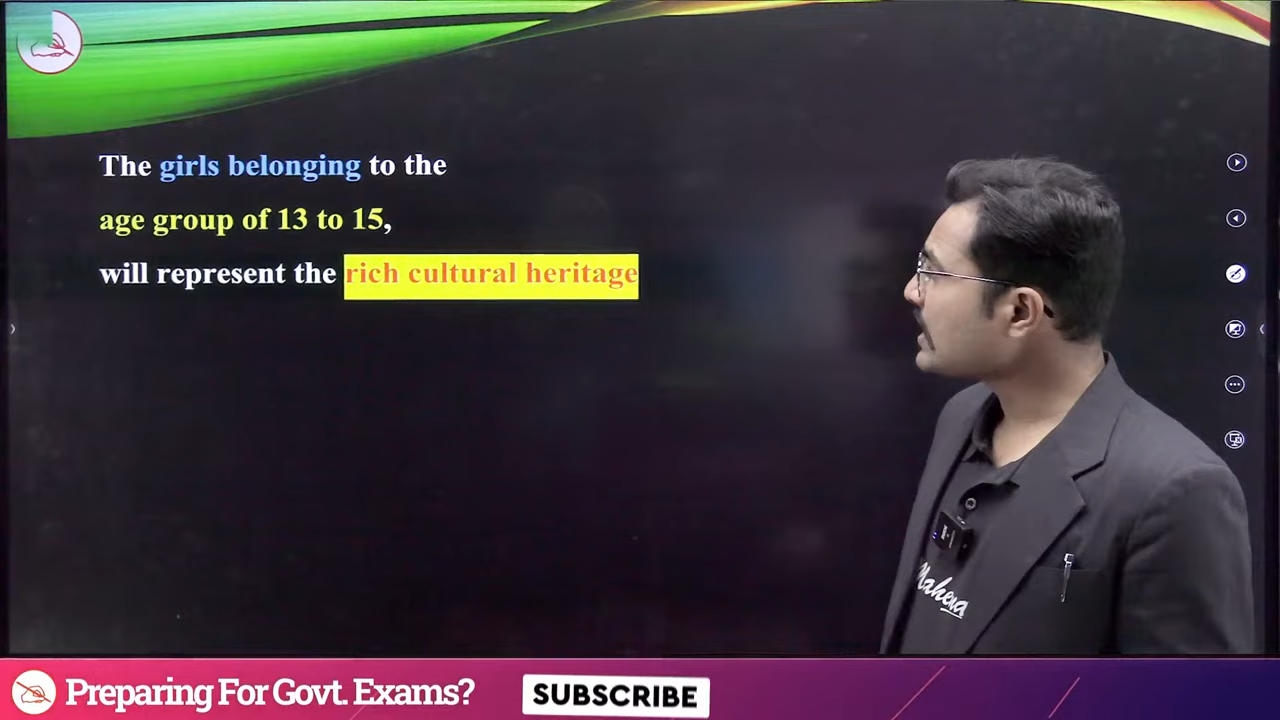 The girls belonging to the
age group of 13 to 15,
will represent the rich cultural heritage
Mahendra
Preparing For Govt. Exams?
SUBSCRIBE